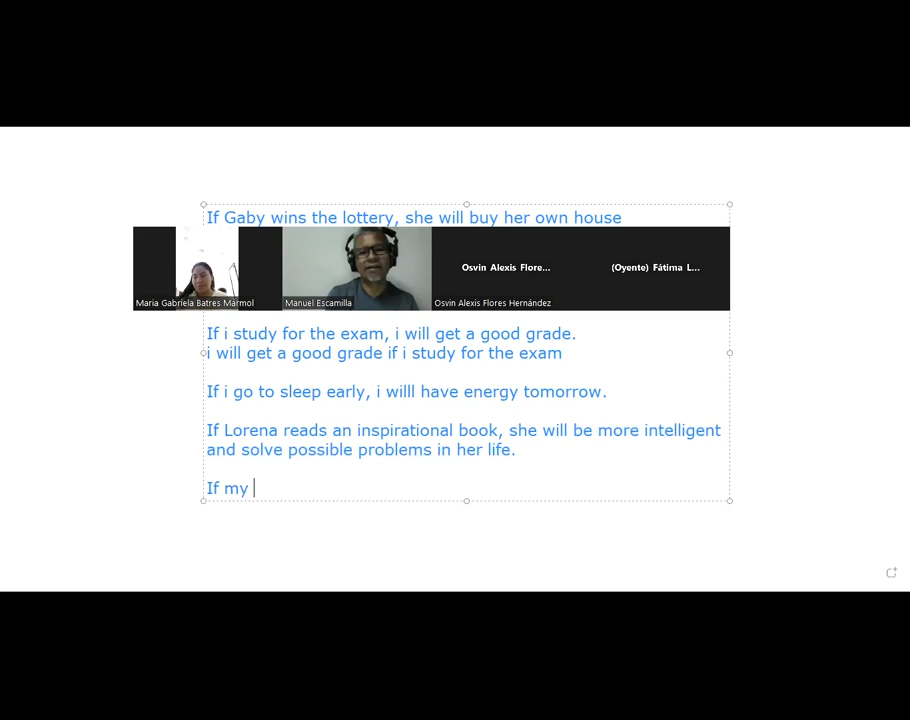 If Gaby wins the lottery, she will buy her own house
Osvin Alexis Flore...
(Oyente) Fátima L...
Maria Gabriela Batres Mármol
Manuel Escamilla
Osvin Alexis Flores Hernández
If i study for the exam, i will get a good grade.
i will get a good grade if i study for the exam
If i go to sleep early, i willl have energy tomorrow.
If Lorena reads an inspirational book, she will be more intelligent
and solve possible problems in her life.
If my